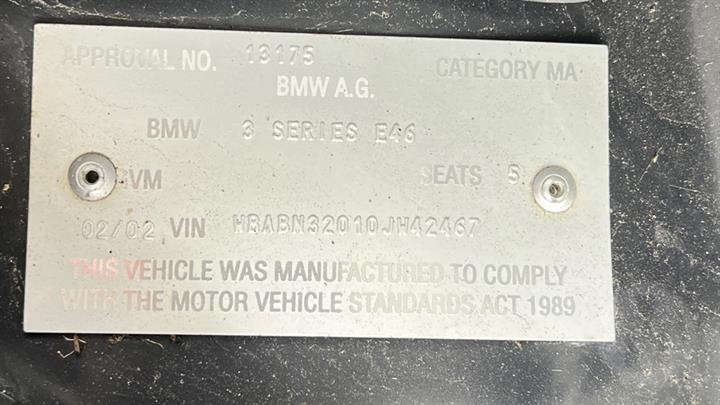 APPROVAL NO. 13175 CATEGORY MA
BMW A.G.
BMW 3 SERIES E46
GVM SEATS 5
02/02 VIN WBABN32010JH42467
THIS VEHICLE WAS MANUFACTURED TO COMPLY
WITH THE MOTOR VEHICLE STANDARDS ACT 1989